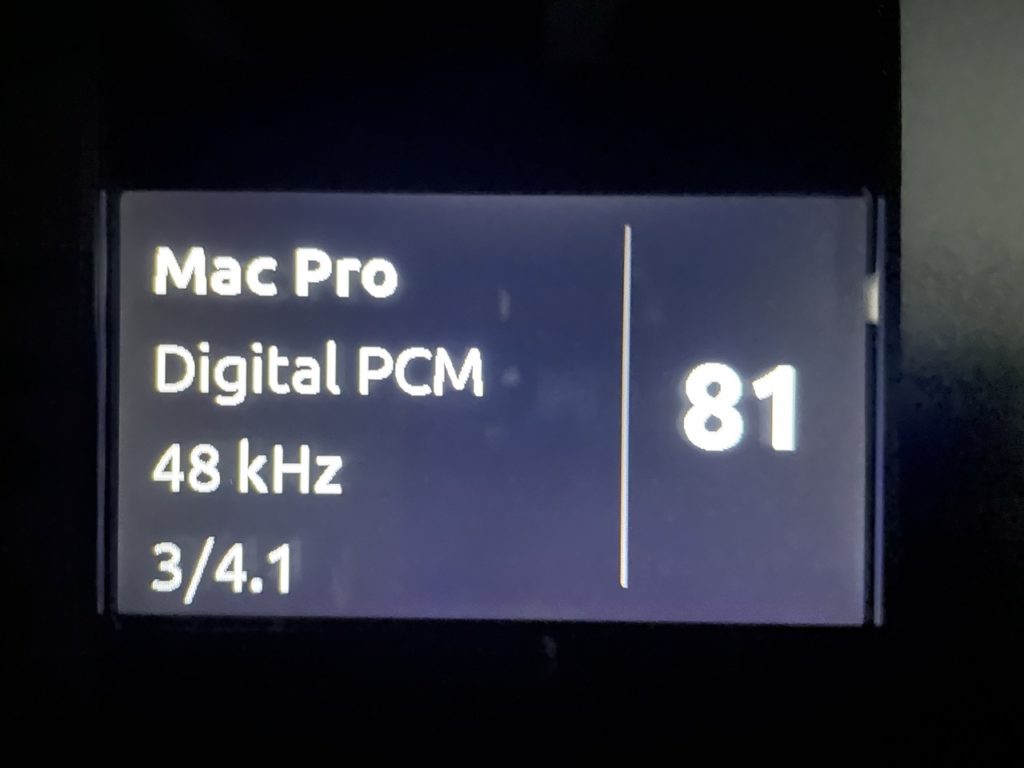 Mac Pro
Digital PCM
48 kHz
3/4.1
81